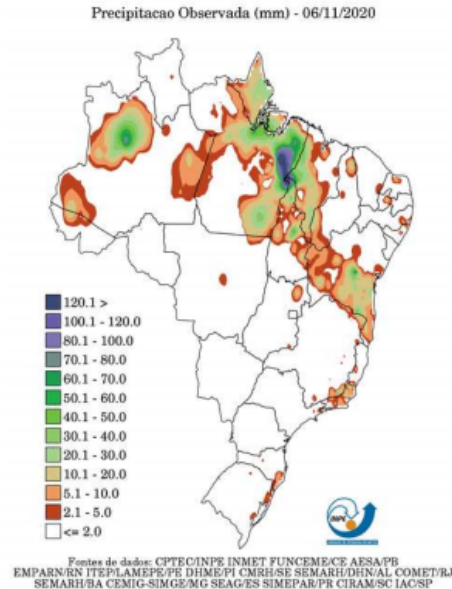 Precipitacao Observada (mm) - 06/11/2020
120.1 >
100.1 - 120.0
80.1 - 100.0
70.1 - 80.0
60.1 - 70.0
50.1 - 60.0
40.1 - 50.0
30.1 - 40.0
20.1 - 30.0
10.1 - 20.0
5.1 - 10.0
2.1 - 5.0
<= 2.0
INPE
Fontes de dados: CPTEC/INPE INMET FUNCEME/CE AESA/PB
EMPARN/RN ITEP/LAMEPE/PE DHME/PI CMRH/SE SEMARH/DHN/AL COMET/RJ
SEMARH/BA CEMIG-SIMGE/MG SEAG/ES SIMEPAR/PR CIRAM/SC IAC/SP